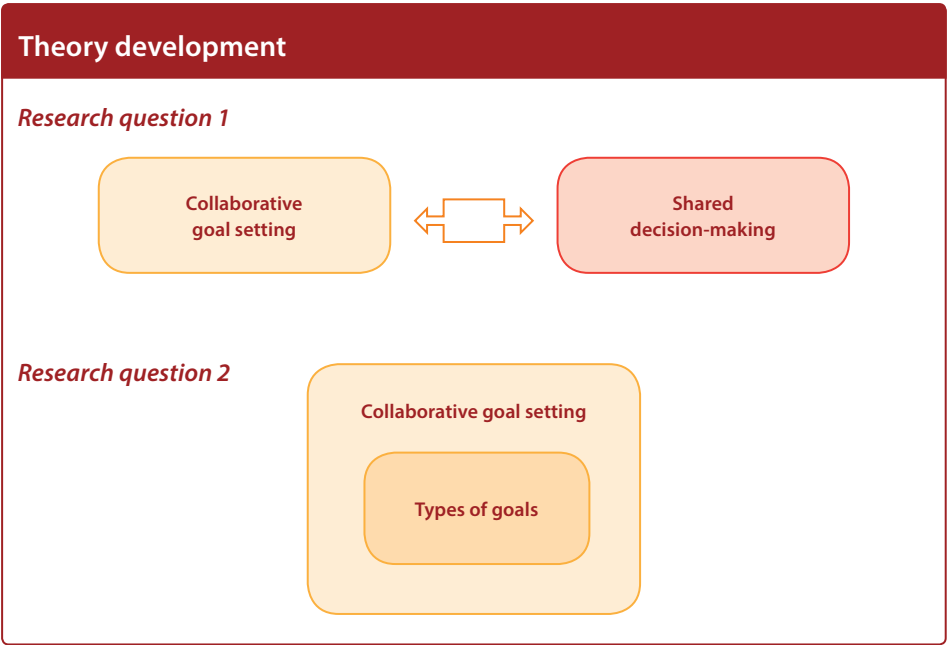 Theory development
Research question 1
Collaborative
goal setting
Shared
decision-making
Research question 2
Collaborative goal setting
Types of goals